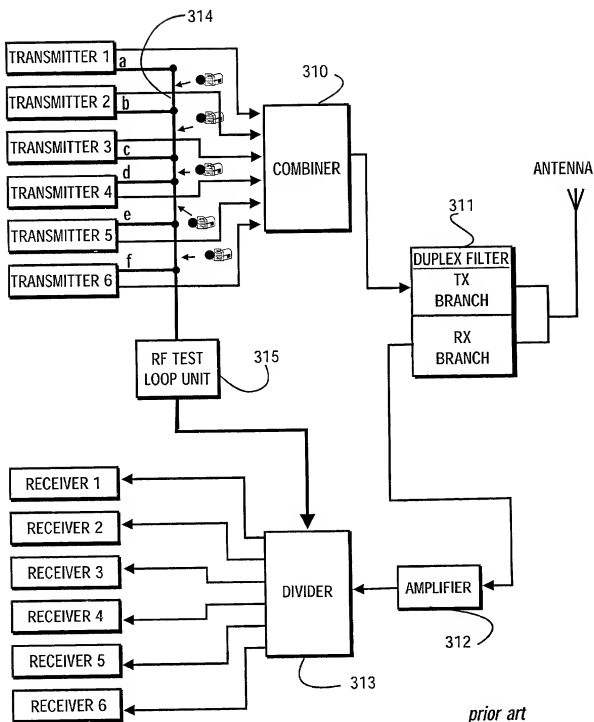 314
TRANSMITTER 1
a
310
TRANSMITTER 2
b
TRANSMITTER 3
c
COMBINER
ANTENNA
d
TRANSMITTER 4
311
e
TRANSMITTER 5
DUPLEX FILTER
TX
BRANCH
f
TRANSMITTER 6
RX
BRANCH
RF TEST
LOOP UNIT
315
RECEIVER 1
RECEIVER 2
RECEIVER 3
DIVIDER
AMPLIFIER
RECEIVER 4
312
RECEIVER 5
313
RECEIVER 6
prior art